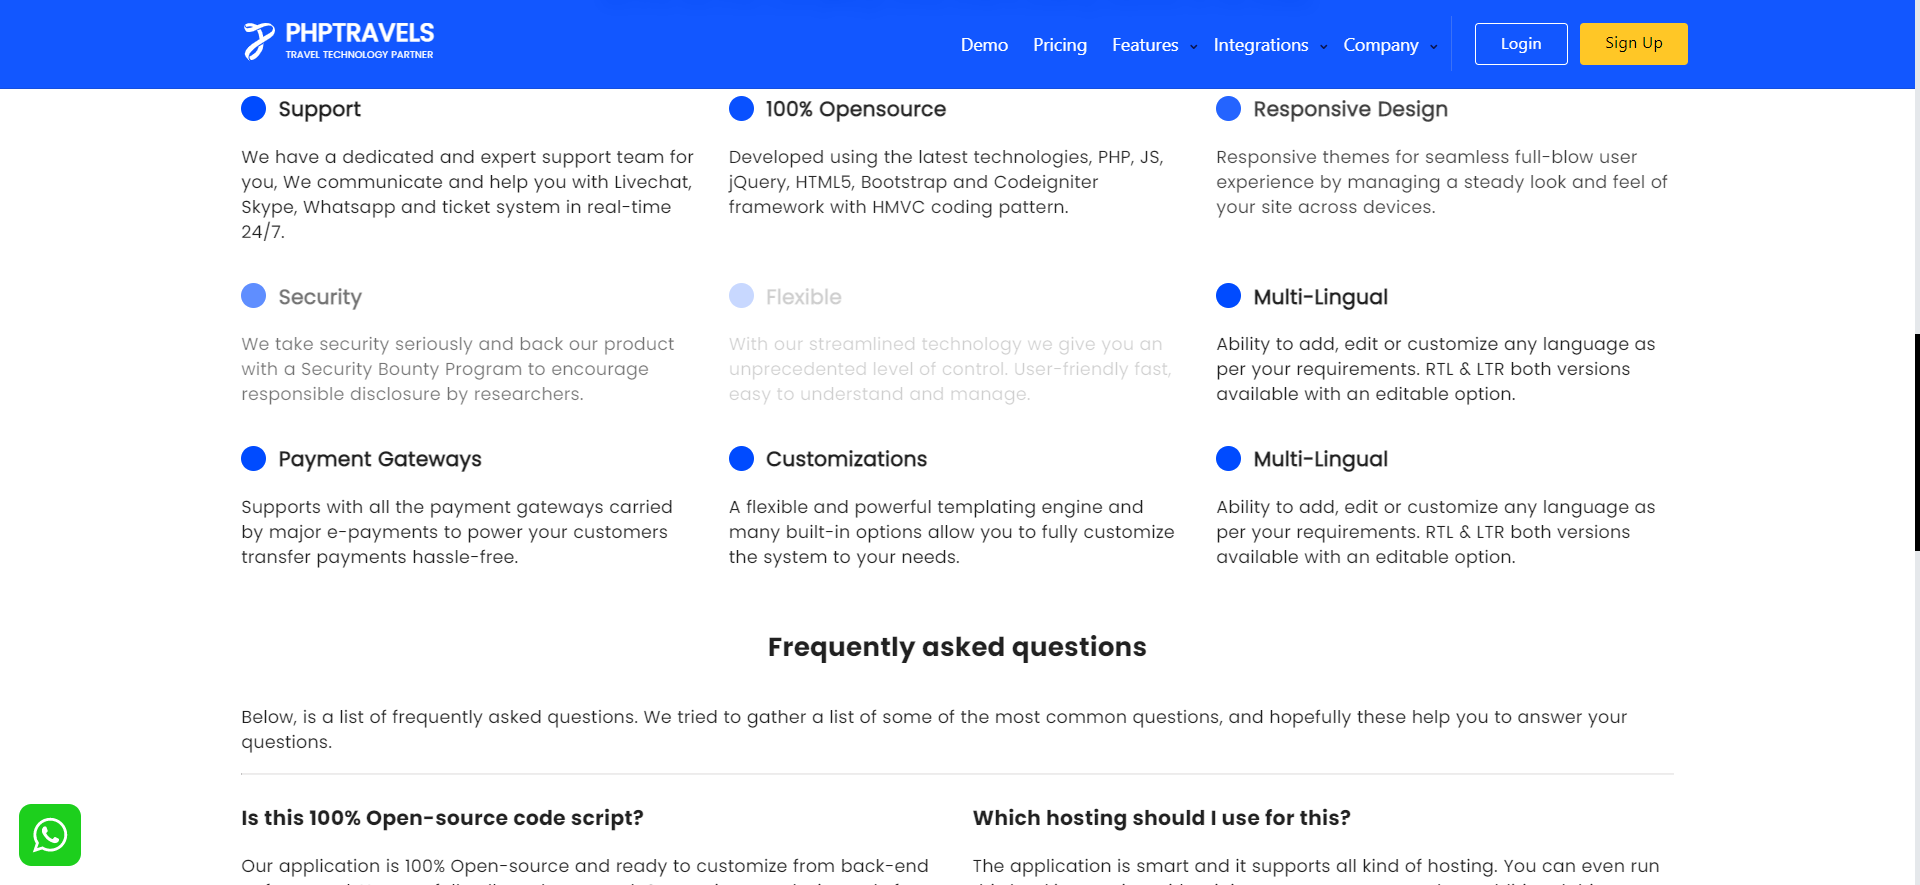 PHPTRAVELS
TRAVEL TECHNOLOGY PARTNER
Demo Pricing Features Integrations Company Login Sign Up
Support
We have a dedicated and expert support team for
you, We communicate and help you with Livechat,
Skype, Whatsapp and ticket system in real-time
24/7.
100% Opensource
Developed using the latest technologies, PHP, JS,
jQuery, HTML5, Bootstrap and Codeigniter
framework with HMVC coding pattern.
Responsive Design
Responsive themes for seamless full-blow user
experience by managing a steady look and feel of
your site across devices.
Security
We take security seriously and back our product
with a Security Bounty Program to encourage
responsible disclosure by researchers.
Flexible
With our streamlined technology we give you an
unprecedented level of control. User-friendly fast,
easy to understand and manage.
Multi-Lingual
Ability to add, edit or customize any language as
per your requirements. RTL & LTR both versions
available with an editable option.
Payment Gateways
Supports with all the payment gateways carried
by major e-payments to power your customers
transfer payments hassle-free.
Customizations
A flexible and powerful templating engine and
many built-in options allow you to fully customize
the system to your needs.
Multi-Lingual
Ability to add, edit or customize any language as
per your requirements. RTL & LTR both versions
available with an editable option.
Frequently asked questions
Below, is a list of frequently asked questions. We tried to gather a list of some of the most common questions, and hopefully these help you to answer your
questions.
Is this 100% Open-source code script?
Our application is 100% Open-source and ready to customize from back-end
Which hosting should I use for this?
The application is smart and it supports all kind of hosting. You can even run